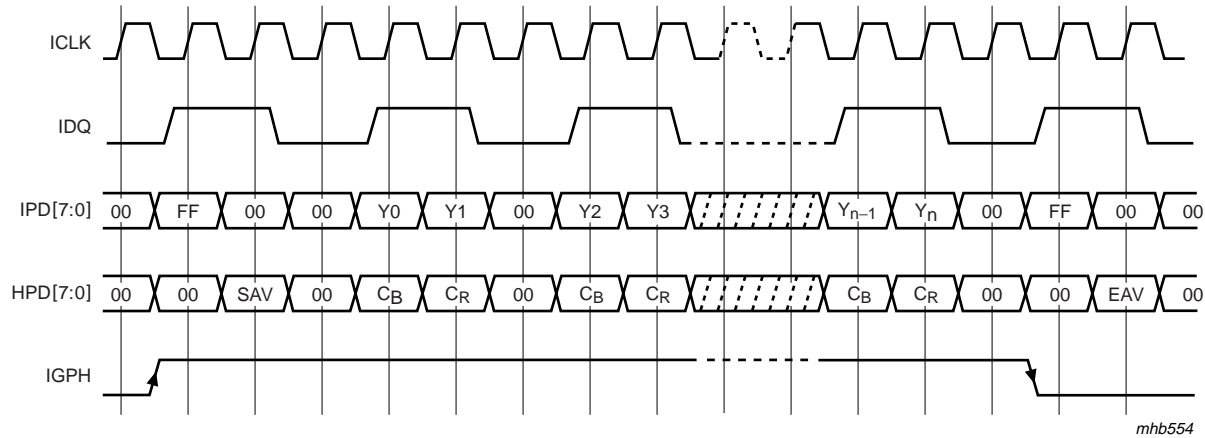 ICLK
IDQ
IPD[7:0] 00 FF 00 00 Y0 Y1 00 Y2 Y3 Yn–1 Yn 00 FF 00 00
HPD[7:0] 00 00 SAV 00 CB CR 00 CB CR CB CR 00 00 EAV 00
IGPH
mhb554